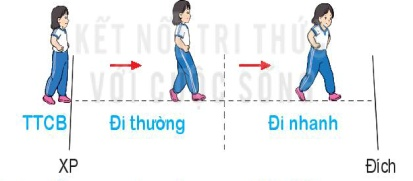 KẾT NỐI TRI THỨC
VỚI CUỘC SỐNG
TTCB Đi thường Đi nhanh
XP Đích